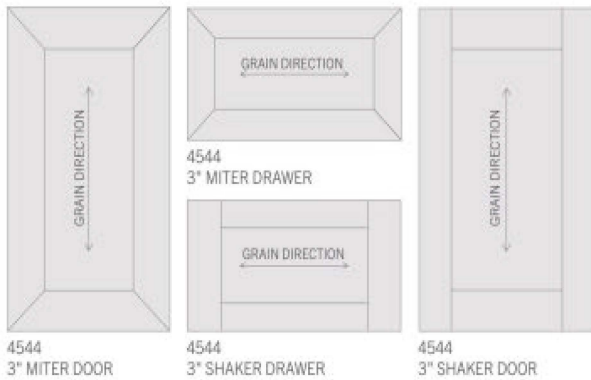 GRAIN DIRECTION
4544
3" MITER DOOR
GRAIN DIRECTION
4544
3" MITER DRAWER
GRAIN DIRECTION
4544
3" SHAKER DRAWER
GRAIN DIRECTION
4544
3" SHAKER DOOR